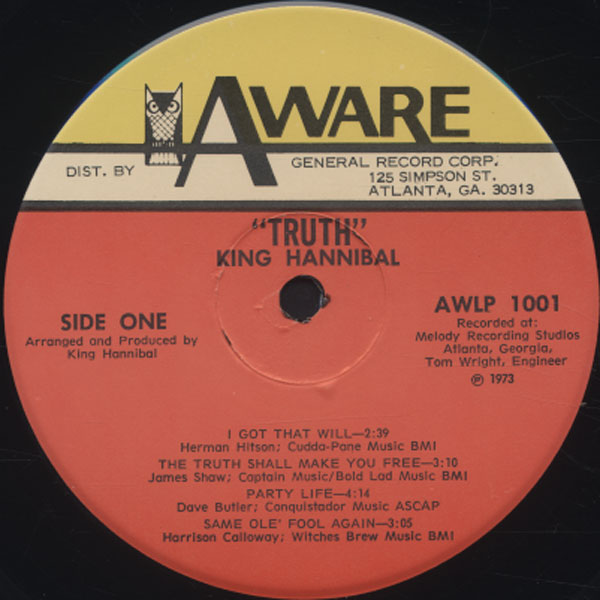 AWARE
DIST. BY
GENERAL RECORD CORP.
125 SIMPSON ST.
ATLANTA, GA. 30313
"TRUTH"
KING HANNIBAL
SIDE ONE
Arranged and Produced by
King Hannibal
AWLP 1001
Recorded at:
Melody Recording Studios
Atlanta, Georgia,
Tom Wright, Engineer
℗ 1973
I GOT THAT WILL—2:39
Herman Hitson; Cudda-Pane Music BMI
THE TRUTH SHALL MAKE YOU FREE—3:10
James Shaw; Captain Music/Bold Lad Music BMI
PARTY LIFE—4:14
Dave Butler; Conquistador Music ASCAP
SAME OLE' FOOL AGAIN—3:05
Harrison Calloway; Witches Brew Music BMI